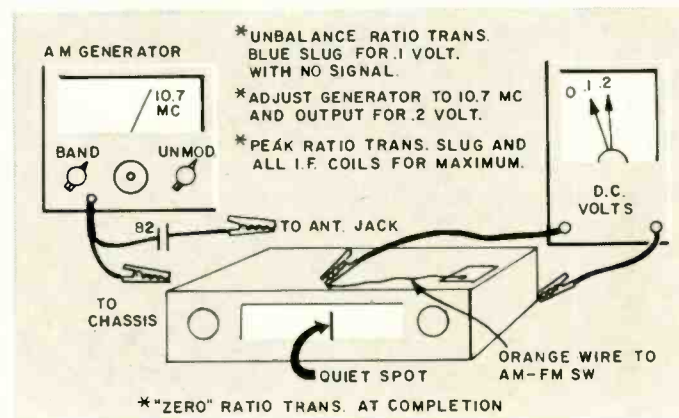 AM GENERATOR
10.7
MC
BAND
UNMOD.
*UNBALANCE RATIO TRANS.
BLUE SLUG FOR .1 VOLT.
WITH NO SIGNAL.
*ADJUST GENERATOR TO 10.7 MC
AND OUTPUT FOR .2 VOLT.
*PEAK RATIO TRANS. SLUG AND
ALL I.F. COILS FOR MAXIMUM.
0 .1 .2
D.C.
VOLTS
82
TO ANT. JACK
TO
CHASSIS
QUIET SPOT
ORANGE WIRE TO
AM-FM SW
*"ZERO" RATIO TRANS. AT COMPLETION